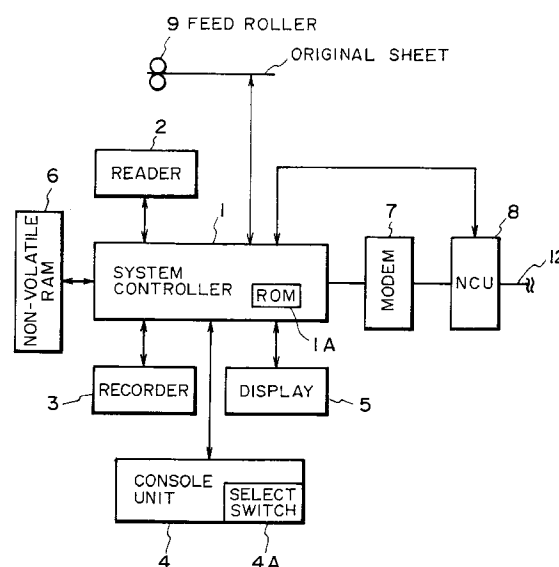 9 FEED ROLLER
ORIGINAL SHEET
2
READER
6
NON-VOLATILE
RAM
1
SYSTEM
CONTROLLER
ROM
1A
7
MODEM
8
NCU
12
RECORDER
3
DISPLAY
5
CONSOLE
UNIT
SELECT
SWITCH
4
4A